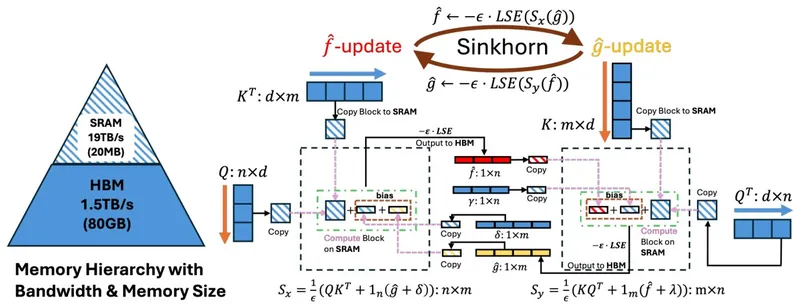 SRAM
19TB/s
(20MB)
HBM
1.5TB/s
(80GB)
Memory Hierarchy with
Bandwidth & Memory Size
f̂ ← −ϵ · LSE(S_x(ĝ))
f̂-update
Sinkhorn
ĝ-update
ĝ ← −ϵ · LSE(S_y(f̂))
K^T: d×m
Copy Block to SRAM
Q: n×d
Copy
bias
Compute Block
on SRAM
−ϵ · LSE
Output to HBM
f̂: 1×n
Copy
γ: 1×n
Copy
Copy
δ: 1×m
Copy
ĝ: 1×m
K: m×d
Copy Block to SRAM
bias
Compute
Block on
SRAM
−ϵ · LSE
Output to HBM
Copy
Q^T: d×n
S_x = 1/ϵ (QK^T + 1_n(ĝ + δ)): n×m
S_y = 1/ϵ (KQ^T + 1_m(f̂ + λ)): m×n